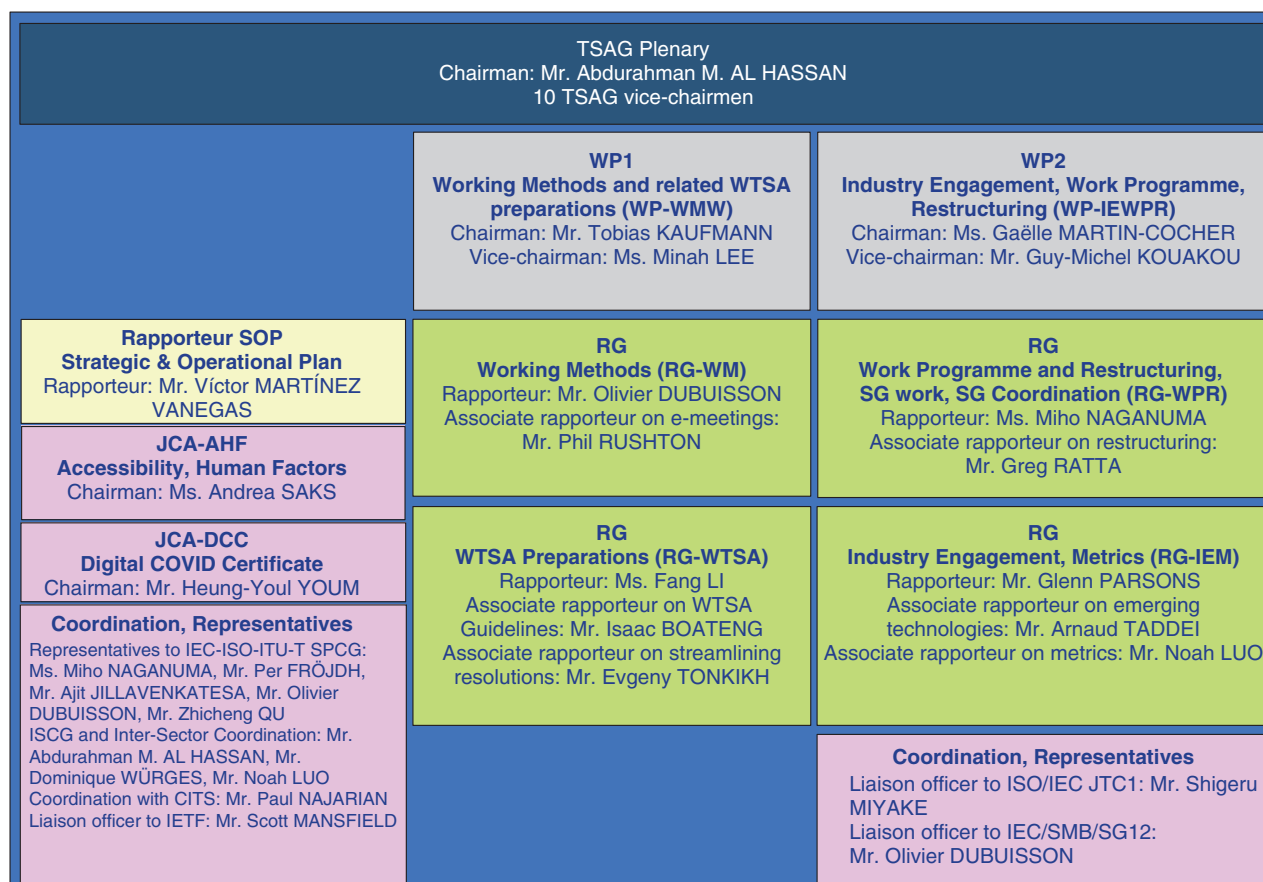 TSAG Plenary
Chairman: Mr. Abdurahman M. AL HASSAN
10 TSAG vice-chairmen
WP1
Working Methods and related WTSA
preparations (WP-WMW)
Chairman: Mr. Tobias KAUFMANN
Vice-chairman: Ms. Minah LEE
WP2
Industry Engagement, Work Programme,
Restructuring (WP-IEWPR)
Chairman: Ms. Gaëlle MARTIN-COCHER
Vice-chairman: Mr. Guy-Michel KOUAKOU
Rapporteur SOP
Strategic & Operational Plan
Rapporteur: Mr. Víctor MARTÍNEZ
VANEGAS
JCA-AHF
Accessibility, Human Factors
Chairman: Ms. Andrea SAKS
JCA-DCC
Digital COVID Certificate
Chairman: Mr. Heung-Youl YOUM
Coordination, Representatives
Representatives to IEC-ISO-ITU-T SPCG:
Ms. Miho NAGANUMA, Mr. Per FRÖJDH,
Mr. Ajit JILLAVENKATESA, Mr. Olivier
DUBUISSON, Mr. Zhicheng QU
ISCG and Inter-Sector Coordination: Mr.
Abdurahman M. AL HASSAN, Mr.
Dominique WÜRGES, Mr. Noah LUO
Coordination with CITS: Mr. Paul NAJARIAN
Liaison officer to IETF: Mr. Scott MANSFIELD
RG
Working Methods (RG-WM)
Rapporteur: Mr. Olivier DUBUISSON
Associate rapporteur on e-meetings:
Mr. Phil RUSHTON
RG
WTSA Preparations (RG-WTSA)
Rapporteur: Ms. Fang LI
Associate rapporteur on WTSA
Guidelines: Mr. Isaac BOATENG
Associate rapporteur on streamlining
resolutions: Mr. Evgeny TONKIKH
RG
Work Programme and Restructuring,
SG work, SG Coordination (RG-WPR)
Rapporteur: Ms. Miho NAGANUMA
Associate rapporteur on restructuring:
Mr. Greg RATTA
RG
Industry Engagement, Metrics (RG-IEM)
Rapporteur: Mr. Glenn PARSONS
Associate rapporteur on emerging
technologies: Mr. Arnaud TADDEI
Associate rapporteur on metrics: Mr. Noah LUO
Coordination, Representatives
Liaison officer to ISO/IEC JTC1: Mr. Shigeru
MIYAKE
Liaison officer to IEC/SMB/SG12:
Mr. Olivier DUBUISSON